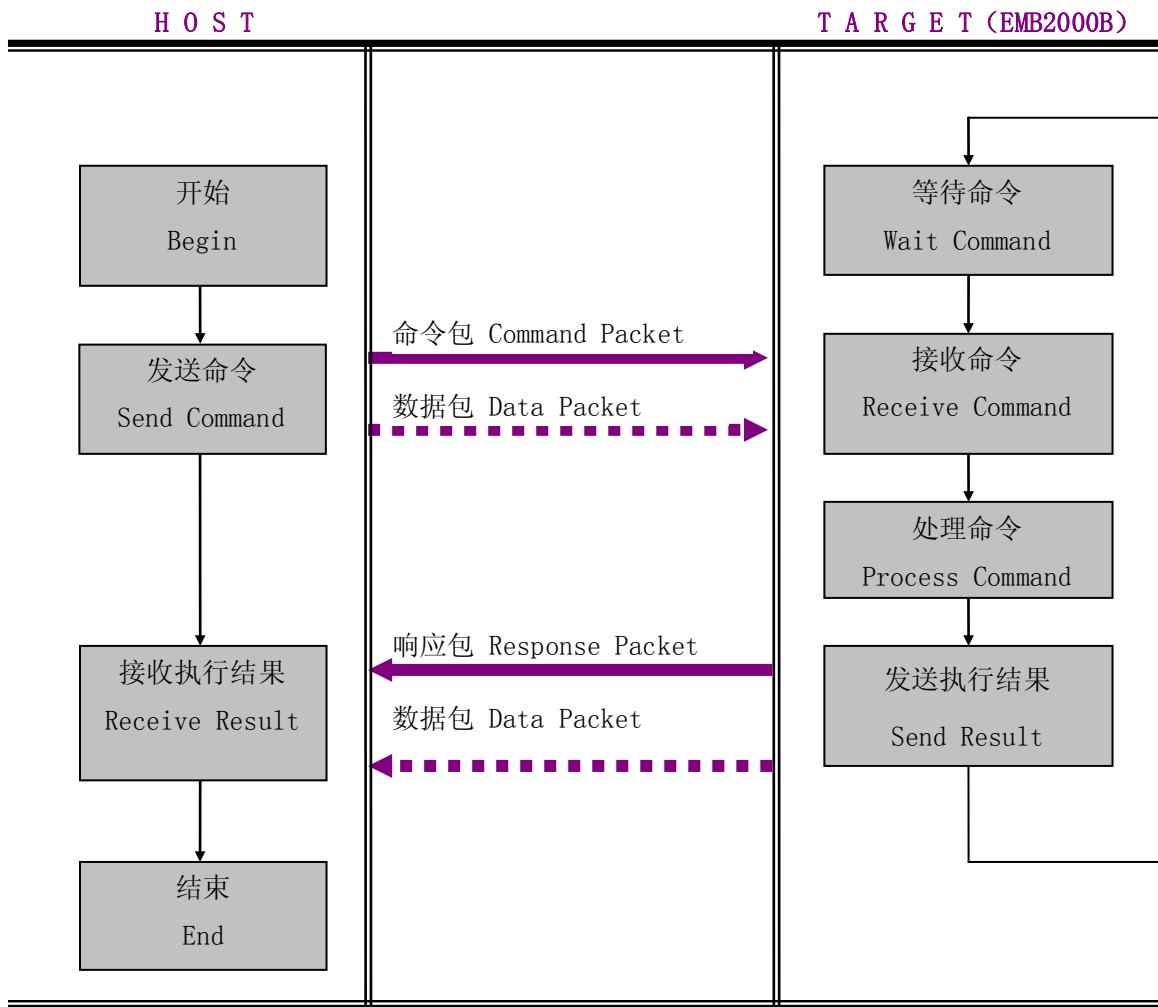 H O S T
T A R G E T (EMB2000B)
开始
Begin
发送命令
Send Command
接收执行结果
Receive Result
结束
End
命令包 Command Packet
数据包 Data Packet
响应包 Response Packet
数据包 Data Packet
等待命令
Wait Command
接收命令
Receive Command
处理命令
Process Command
发送执行结果
Send Result